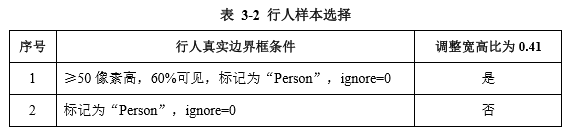 表 3-2 行人样本选择
序号 行人真实边界框条件 调整宽高比为 0.41
1 ≥50 像素高，60%可见，标记为“Person”，ignore=0 是
2 标记为“Person”，ignore=0 否